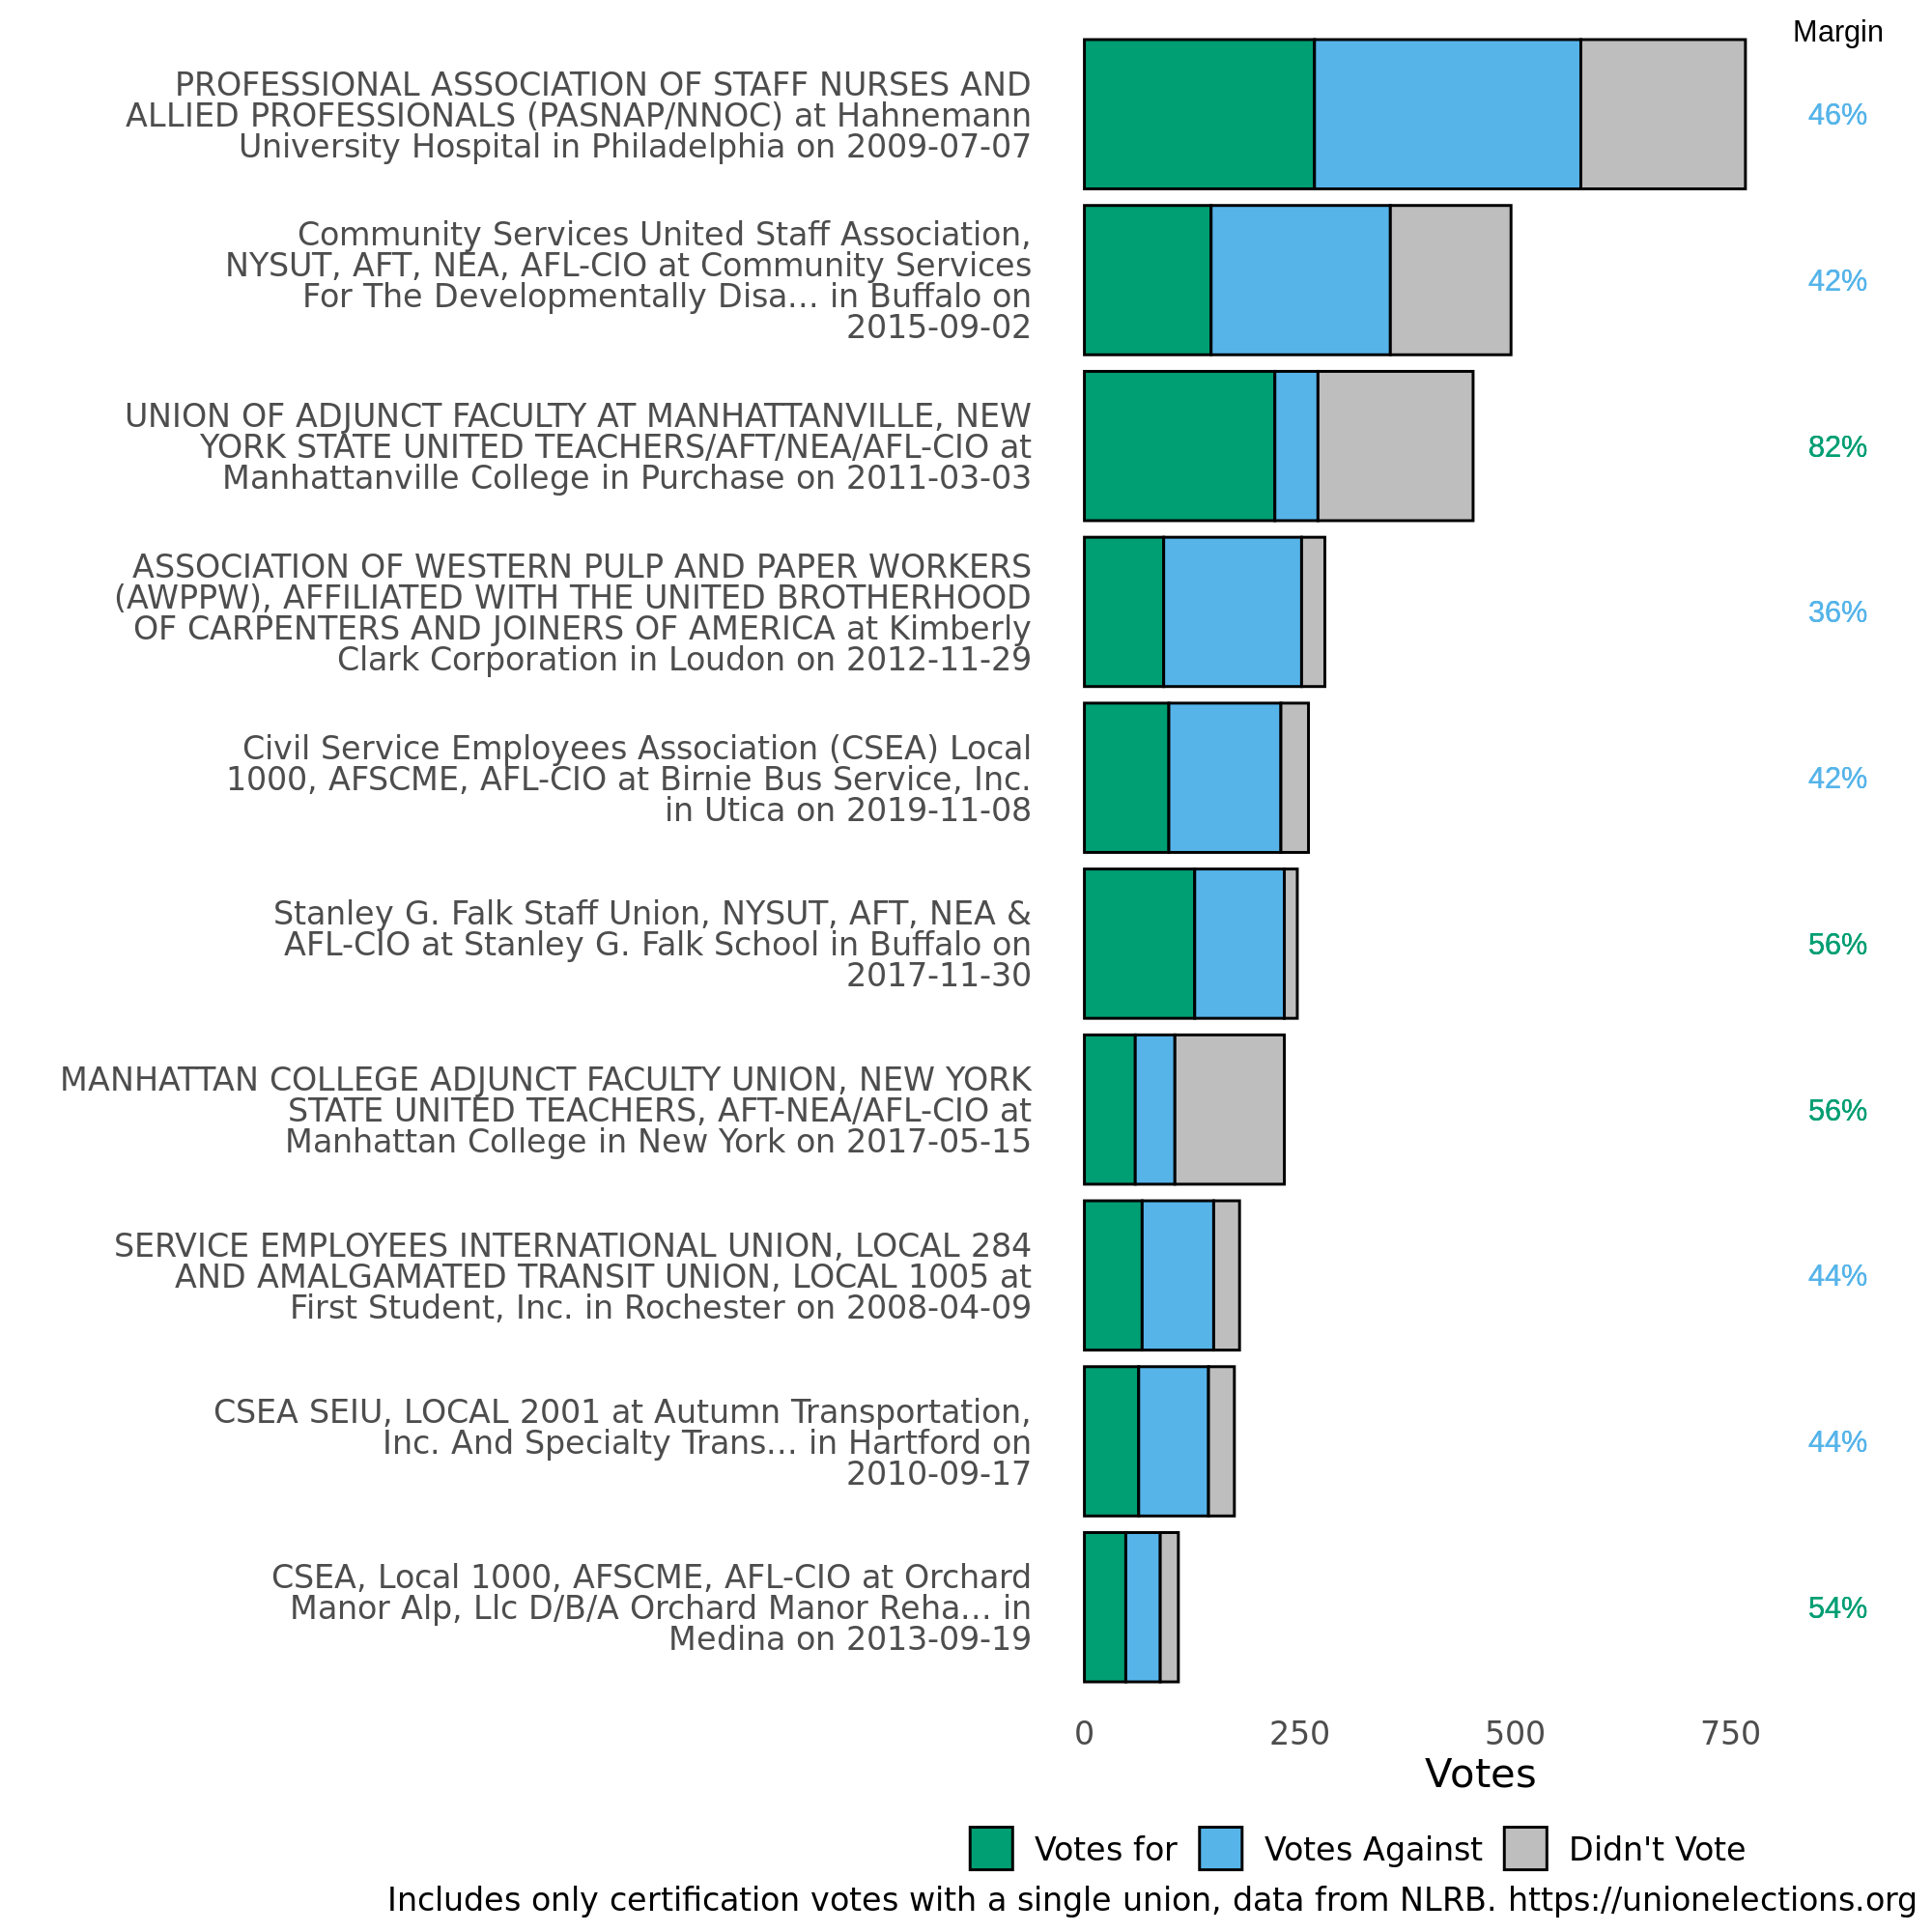 Margin
PROFESSIONAL ASSOCIATION OF STAFF NURSES AND
ALLIED PROFESSIONALS (PASNAP/NNOC) at Hahnemann
University Hospital in Philadelphia on 2009-07-07
46%
Community Services United Staff Association,
NYSUT, AFT, NEA, AFL-CIO at Community Services
For The Developmentally Disa... in Buffalo on
2015-09-02
42%
UNION OF ADJUNCT FACULTY AT MANHATTANVILLE, NEW
YORK STATE UNITED TEACHERS/AFT/NEA/AFL-CIO at
Manhattanville College in Purchase on 2011-03-03
82%
ASSOCIATION OF WESTERN PULP AND PAPER WORKERS
(AWPPW), AFFILIATED WITH THE UNITED BROTHERHOOD
OF CARPENTERS AND JOINERS OF AMERICA at Kimberly
Clark Corporation in Loudon on 2012-11-29
36%
Civil Service Employees Association (CSEA) Local
1000, AFSCME, AFL-CIO at Birnie Bus Service, Inc.
in Utica on 2019-11-08
42%
Stanley G. Falk Staff Union, NYSUT, AFT, NEA &
AFL-CIO at Stanley G. Falk School in Buffalo on
2017-11-30
56%
MANHATTAN COLLEGE ADJUNCT FACULTY UNION, NEW YORK
STATE UNITED TEACHERS, AFT-NEA/AFL-CIO at
Manhattan College in New York on 2017-05-15
56%
SERVICE EMPLOYEES INTERNATIONAL UNION, LOCAL 284
AND AMALGAMATED TRANSIT UNION, LOCAL 1005 at
First Student, Inc. in Rochester on 2008-04-09
44%
CSEA SEIU, LOCAL 2001 at Autumn Transportation,
Inc. And Specialty Trans... in Hartford on
2010-09-17
44%
CSEA, Local 1000, AFSCME, AFL-CIO at Orchard
Manor Alp, Llc D/B/A Orchard Manor Reha... in
Medina on 2013-09-19
54%
0 250 500 750
Votes
Votes for Votes Against Didn't Vote
Includes only certification votes with a single union, data from NLRB. https://unionelections.org